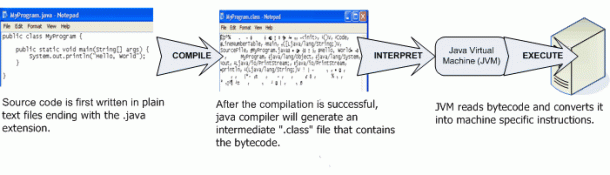 MyProgram.java - Notepad
File Edit Format View Help
public class MyProgram {
public static void main(String[] args) {
System.out.println("Hello, world");
}
}
COMPILE
MyProgram.class - Notepad
File Edit Format View Help
INTERPRET
Java Virtual
Machine (JVM)
EXECUTE
Source code is first written in plain
text files ending with the .java
extension.
After the compilation is successful,
java compiler will generate an
intermediate ".class" file that contains
the bytecode.
JVM reads bytecode and converts it
into machine specific instructions.